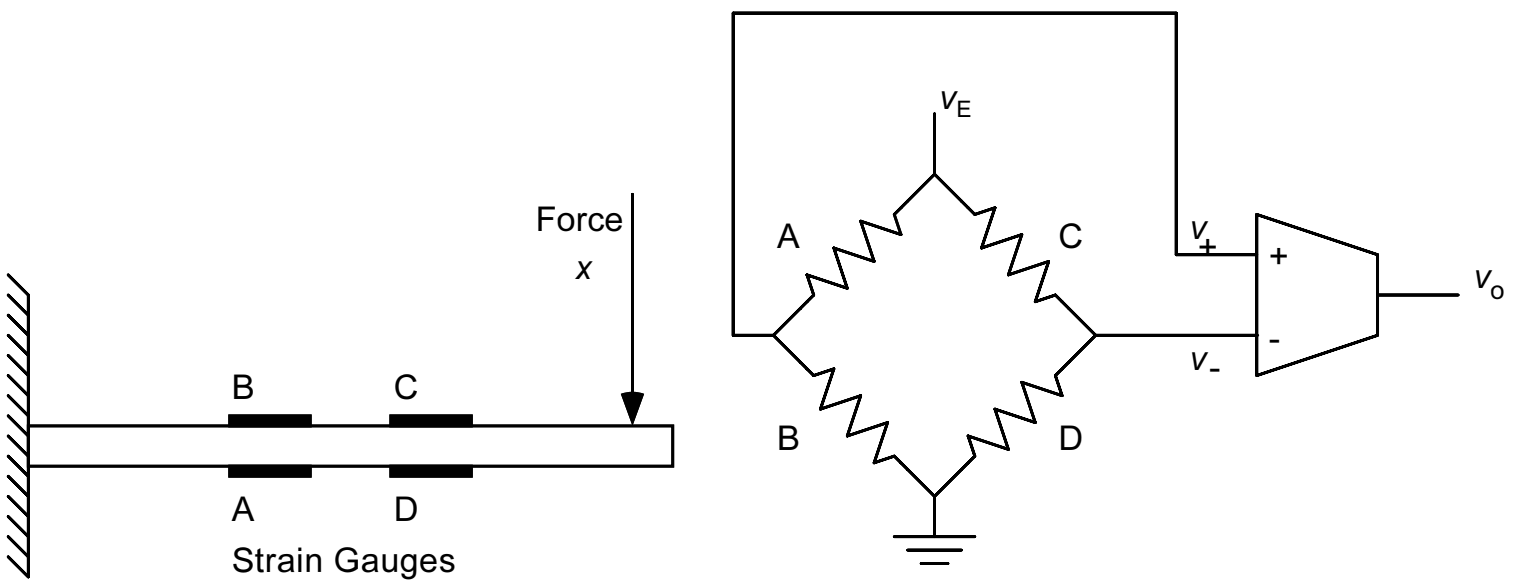 Force
x
B C
A D
Strain Gauges
vE
A C
B D
v+
+
v-
-
vo